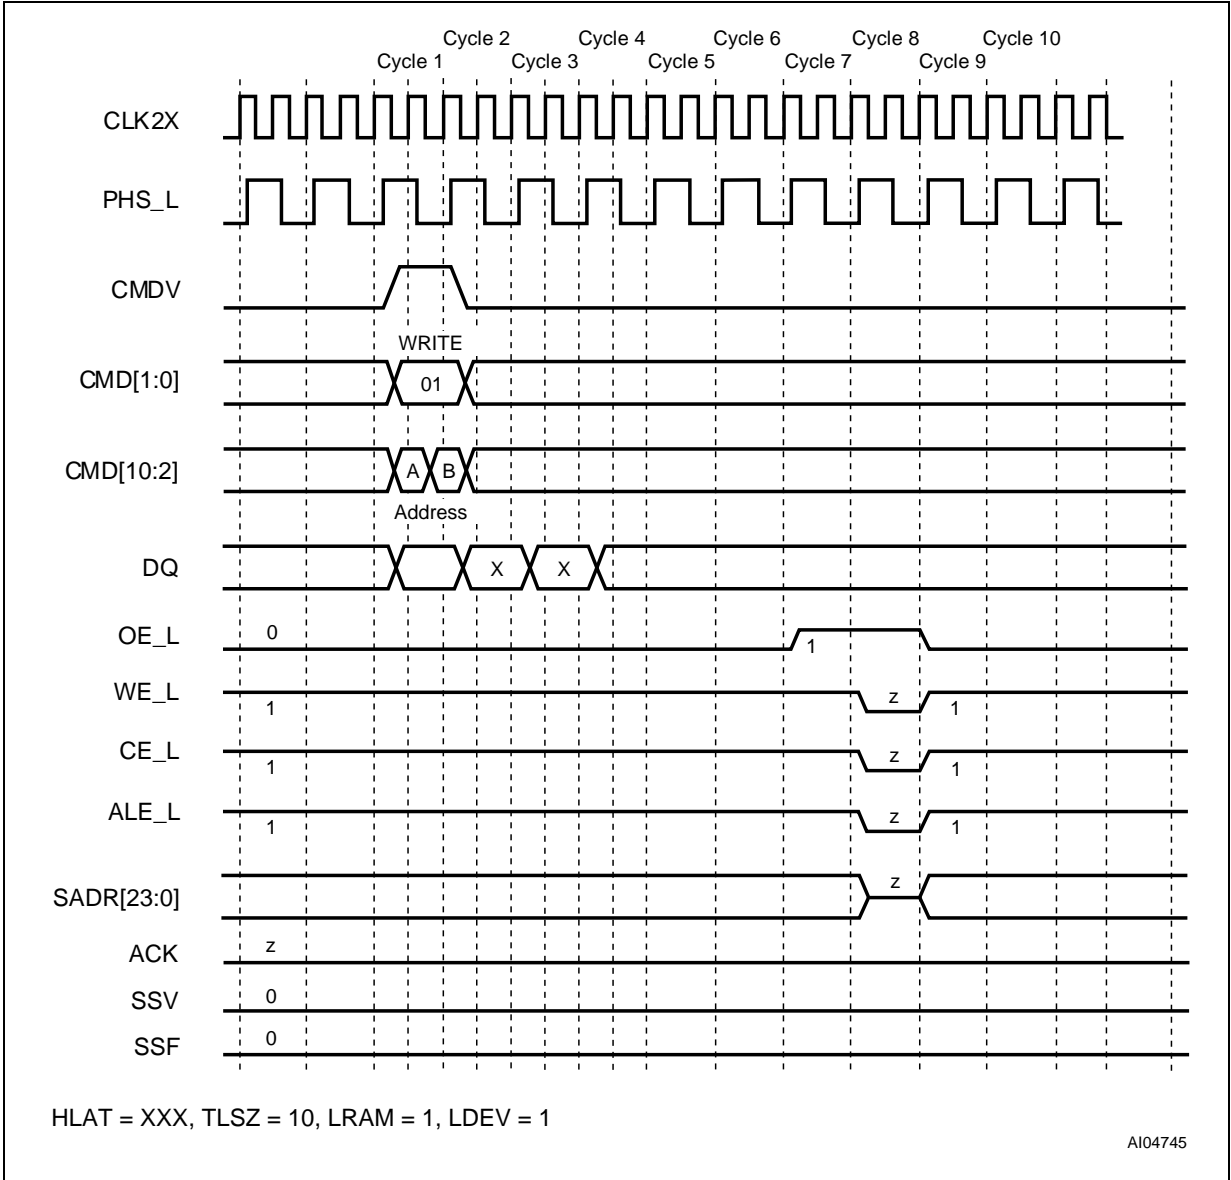 Cycle 2 Cycle 4 Cycle 6 Cycle 8 Cycle 10
Cycle 1 Cycle 3 Cycle 5 Cycle 7 Cycle 9
CLK2X
PHS_L
CMDV
WRITE
CMD[1:0] 01
CMD[10:2] A B
Address
DQ X X
OE_L 0 1
WE_L 1 z 1
CE_L 1 z 1
ALE_L 1 z 1
SADR[23:0] z
ACK z
SSV 0
SSF 0
HLAT = XXX, TLSZ = 10, LRAM = 1, LDEV = 1
AI04745